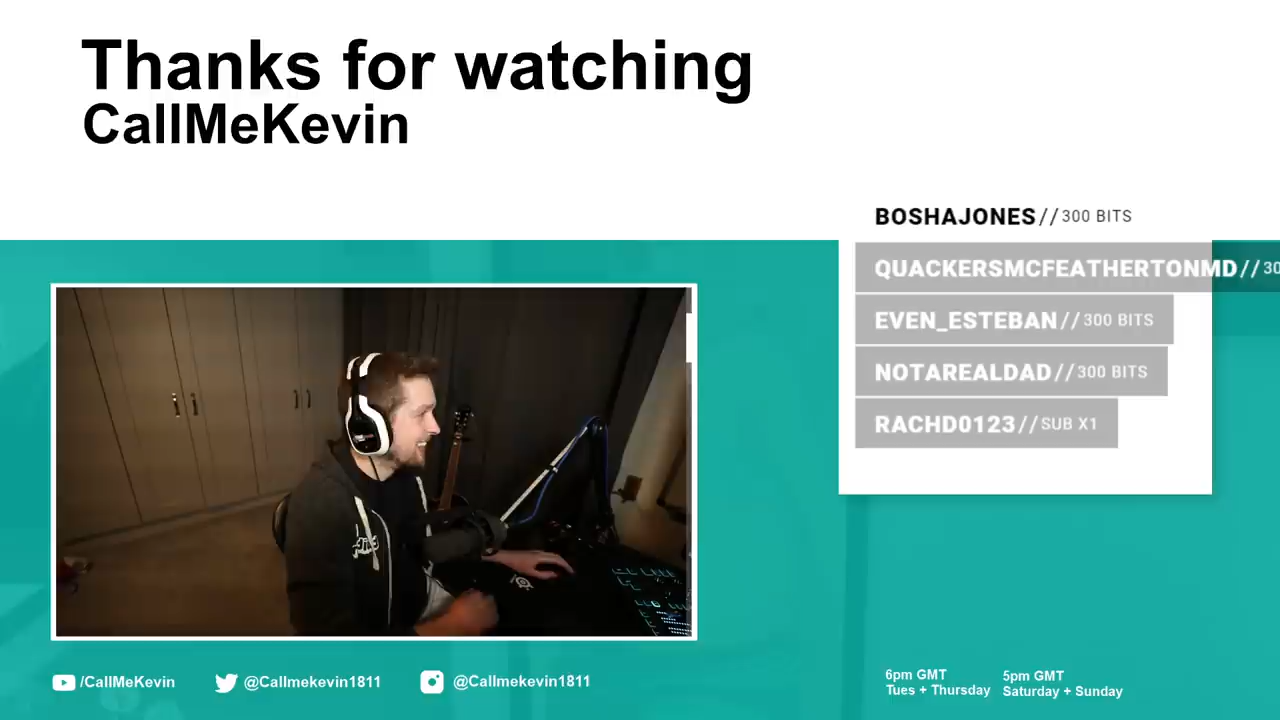 Thanks for watching
CallMeKevin
BOSHAJONES//300 BITS
QUACKERSMCFEATHERTONMD//30
EVEN_ESTEBAN//300 BITS
NOTAREALDAD//300 BITS
RACHD0123//SUB X1
/CallMeKevin
@Callmekevin1811
@Callmekevin1811
6pm GMT
Tues + Thursday
5pm GMT
Saturday + Sunday